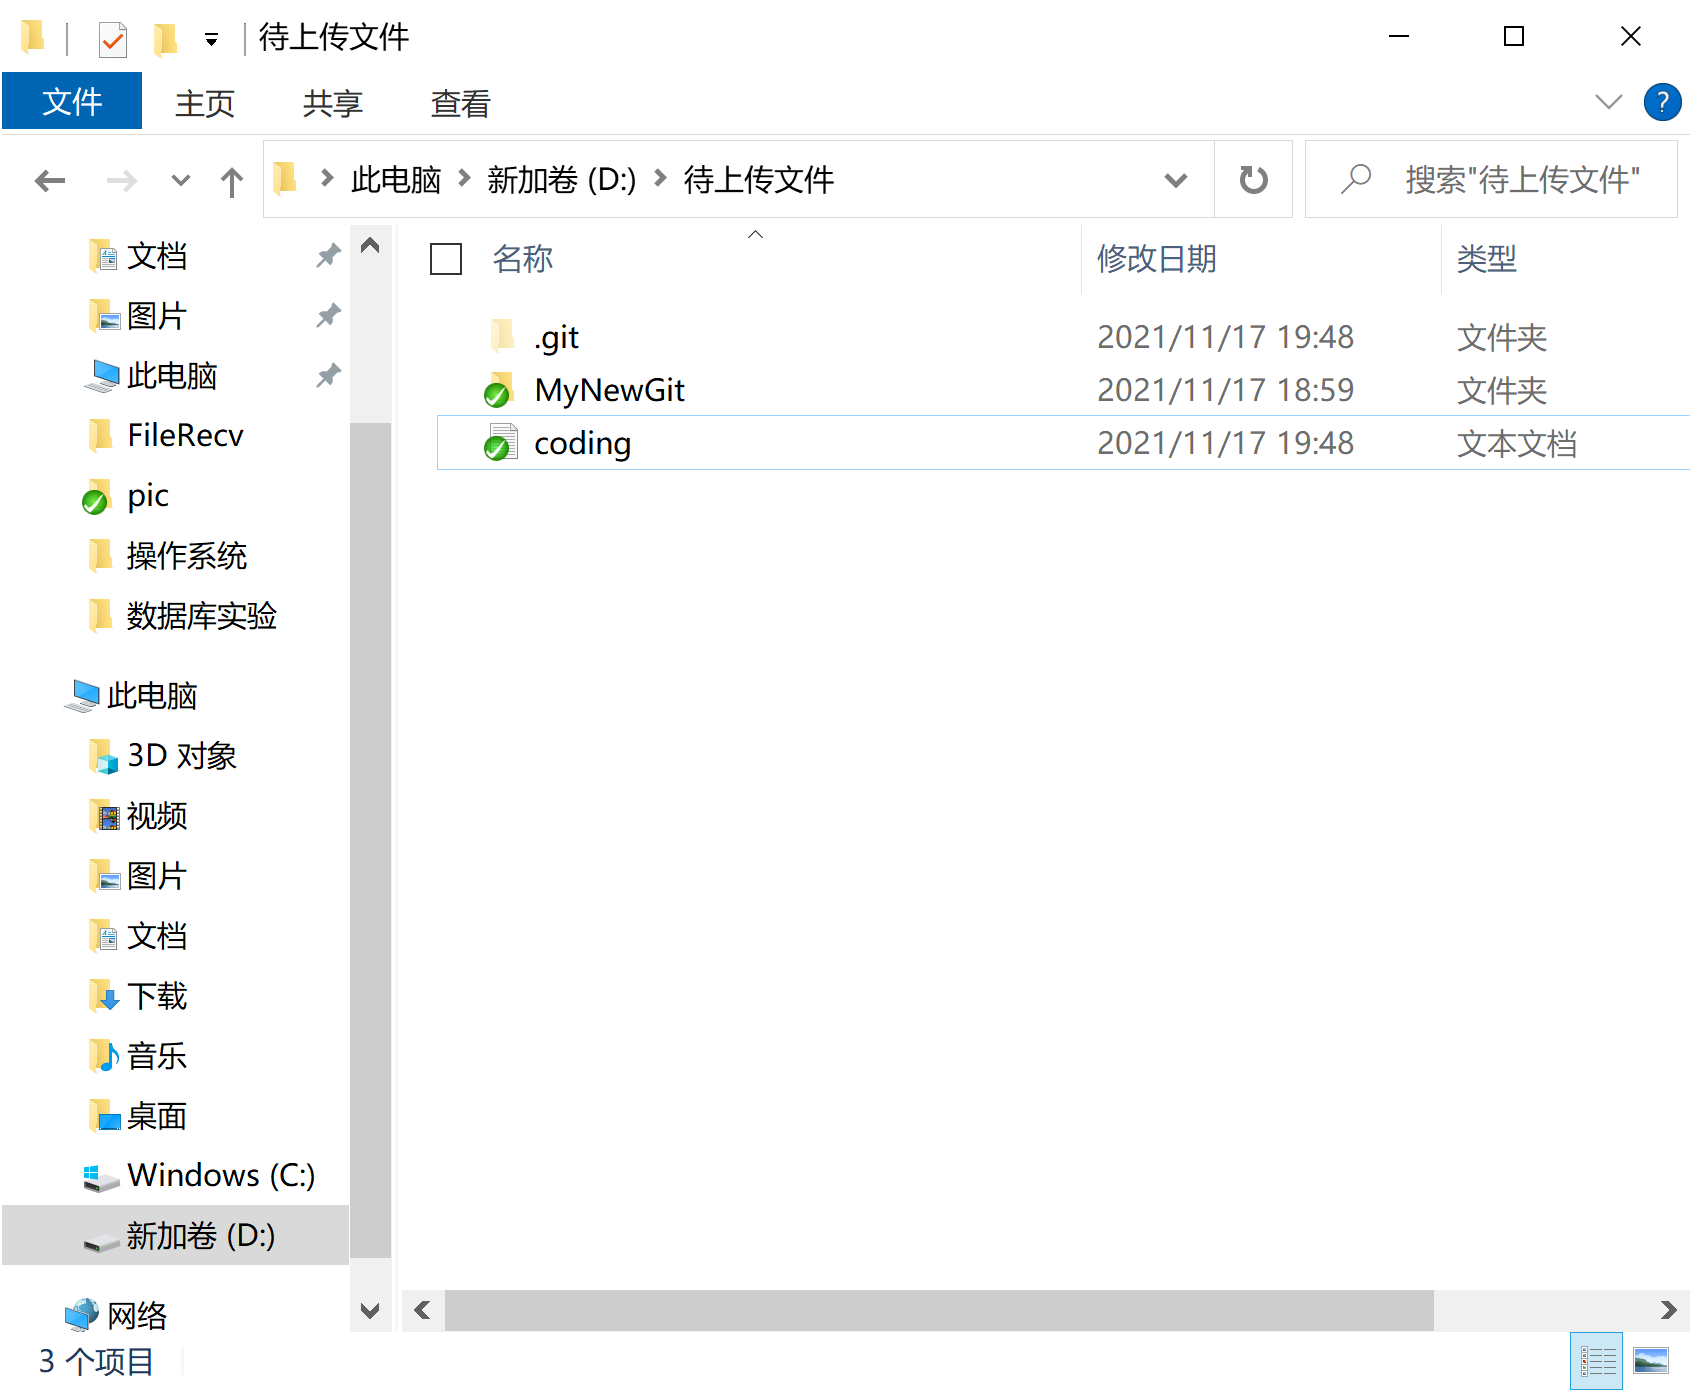 待上传文件
文件 主页 共享 查看 ?
此电脑 新加卷 (D:) 待上传文件 搜索"待上传文件"
文档
图片
此电脑
FileRecv
pic
操作系统
数据库实验
此电脑
3D 对象
视频
图片
文档
下载
音乐
桌面
Windows (C:)
新加卷 (D:)
网络
名称 修改日期 类型
.git 2021/11/17 19:48 文件夹
MyNewGit 2021/11/17 18:59 文件夹
coding 2021/11/17 19:48 文本文档
3 个项目